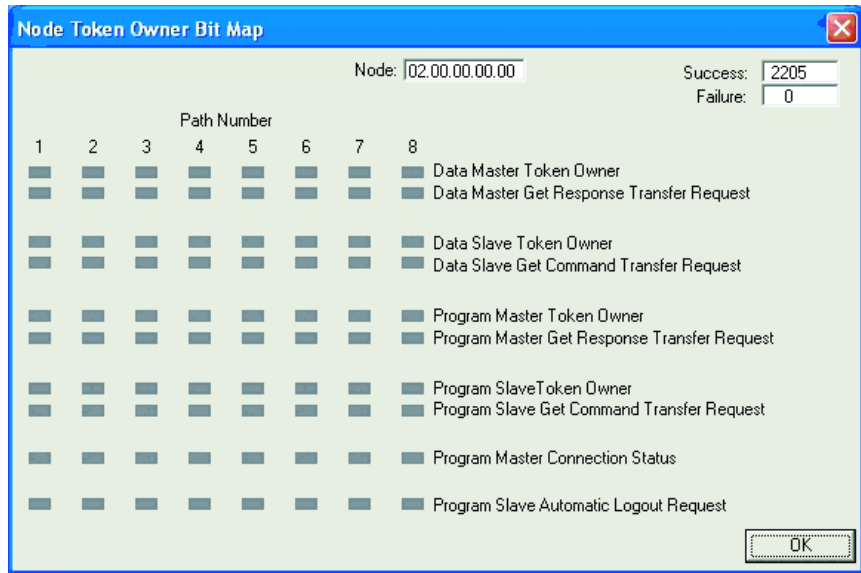 Node Token Owner Bit Map
Node: 02.00.00.00.00
Success: 2205
Failure: 0
Path Number
1 2 3 4 5 6 7 8
Data Master Token Owner
Data Master Get Response Transfer Request
Data Slave Token Owner
Data Slave Get Command Transfer Request
Program Master Token Owner
Program Master Get Response Transfer Request
Program SlaveToken Owner
Program Slave Get Command Transfer Request
Program Master Connection Status
Program Slave Automatic Logout Request
OK